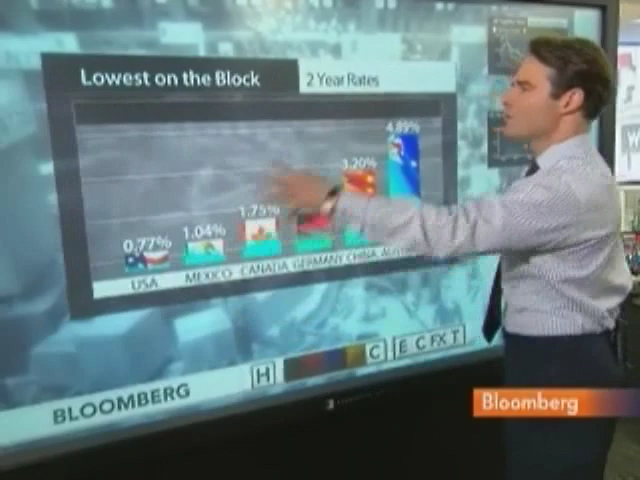 Lowest on the Block
2 Year Rates
4.89%
3.20%
1.75%
1.04%
0.77%
USA MEXICO CANADA GERMANY CHINA
H C E C FX T
BLOOMBERG
Bloomberg